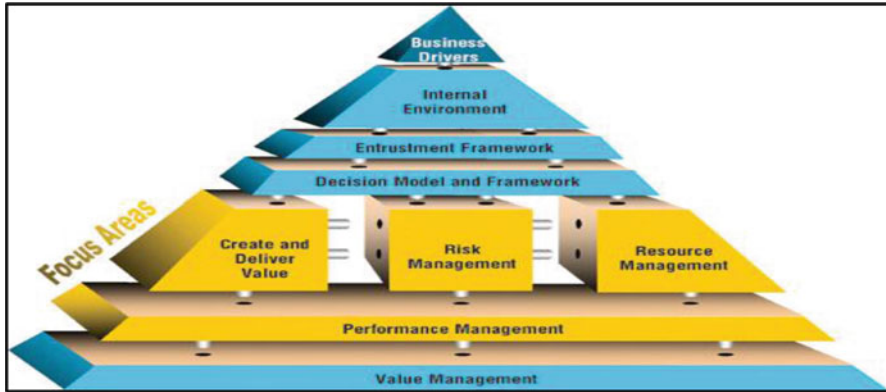 Business
Drivers
Internal
Environment
Entrustment Framework
Decision Model and Framework
Focus Areas
Create and
Deliver
Value
Risk
Management
Resource
Management
Performance Management
Value Management